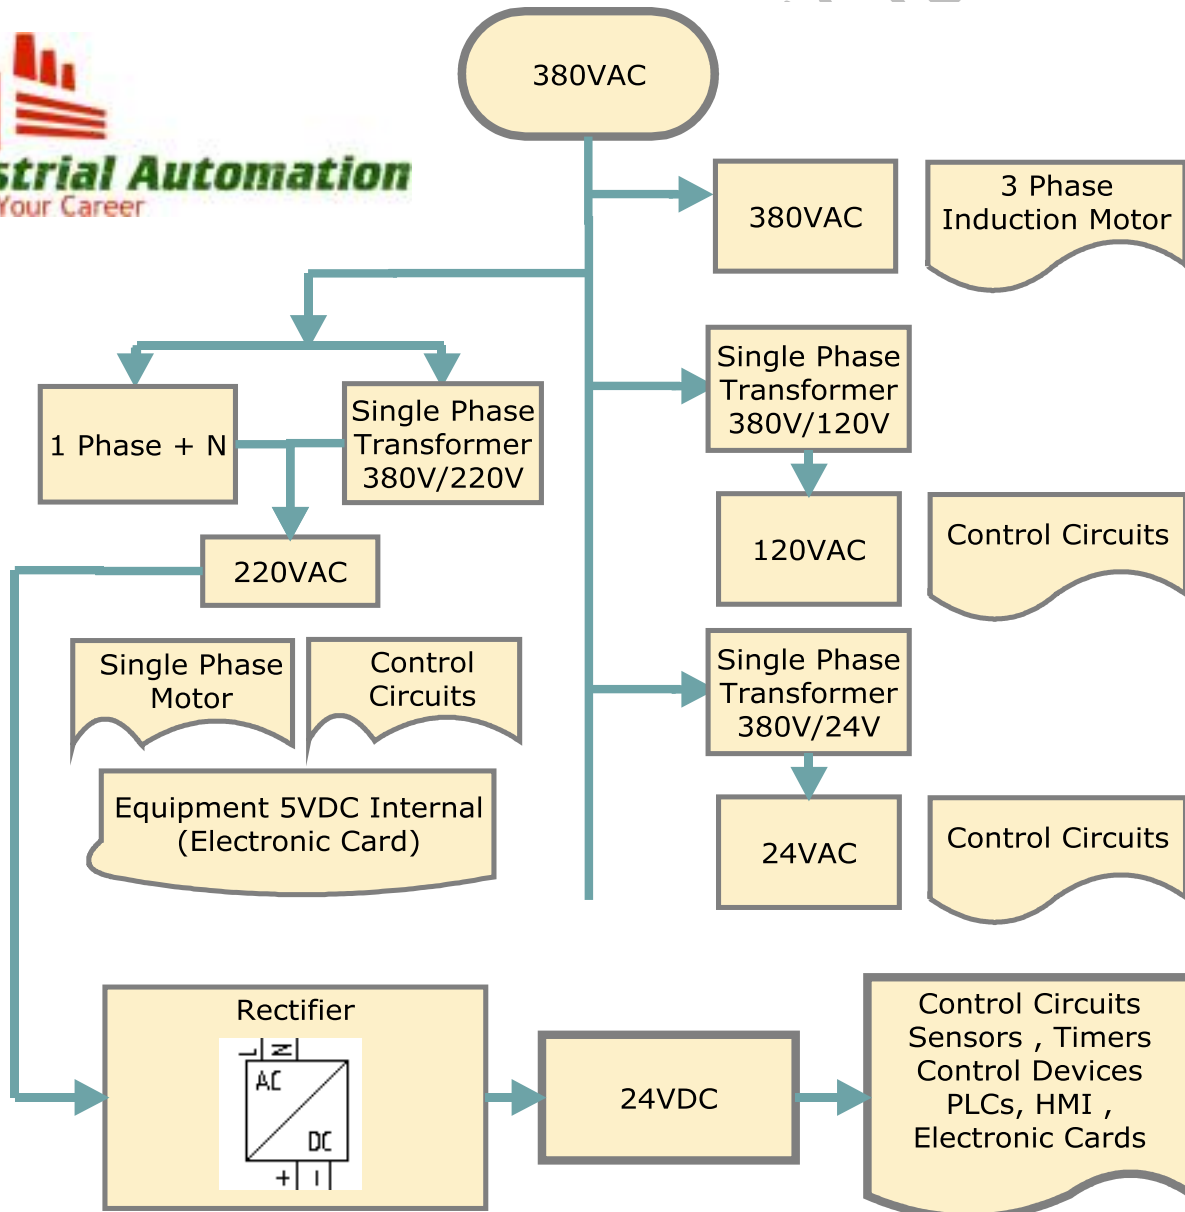 380VAC
strial Automation
Your Career
380VAC
3 Phase
Induction Motor
Single Phase
Transformer
380V/120V
1 Phase + N
Single Phase
Transformer
380V/220V
120VAC
Control Circuits
220VAC
Single Phase
Motor
Control
Circuits
Single Phase
Transformer
380V/24V
Equipment 5VDC Internal
(Electronic Card)
24VAC
Control Circuits
Rectifier
L N
AC
DC
+ −
24VDC
Control Circuits
Sensors , Timers
Control Devices
PLCs, HMI ,
Electronic Cards